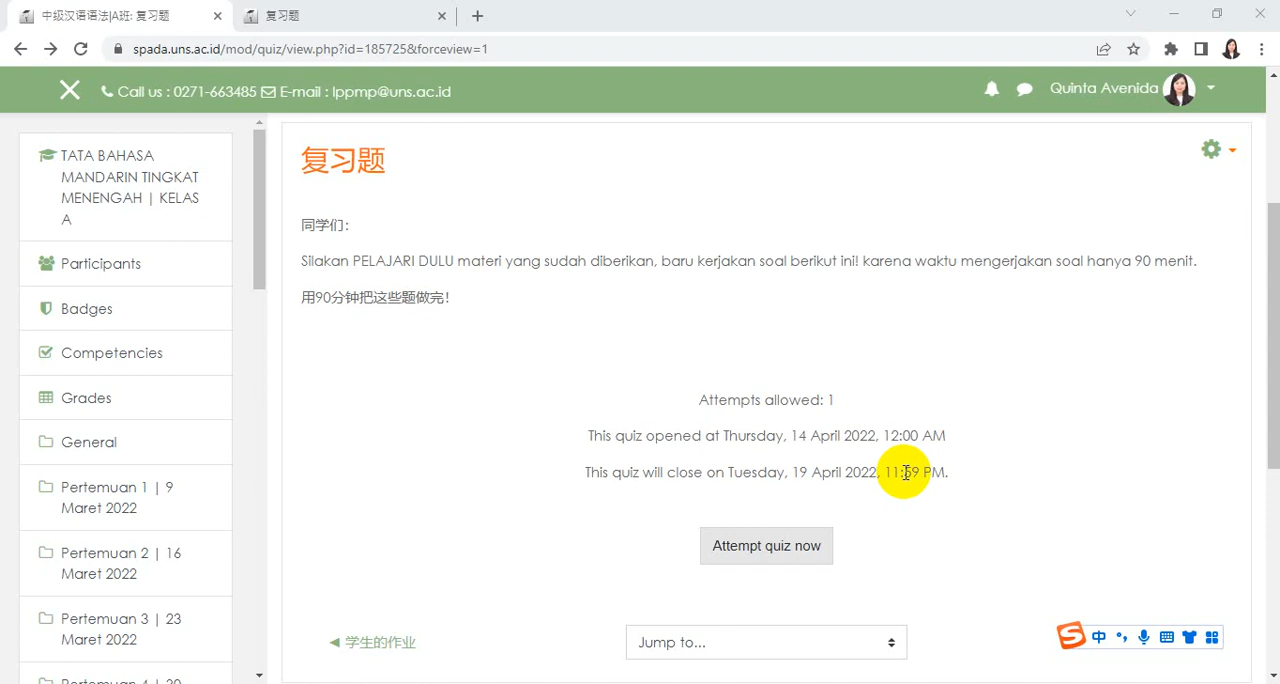 中级汉语语法|A班: 复习题
复习题
spada.uns.ac.id/mod/quiz/view.php?id=185725&forceview=1
Call us : 0271-663485 E-mail : lppmp@uns.ac.id
Quinta Avenida
TATA BAHASA
MANDARIN TINGKAT
MENENGAH | KELAS
A
Participants
Badges
Competencies
Grades
General
Pertemuan 1 | 9
Maret 2022
Pertemuan 2 | 16
Maret 2022
Pertemuan 3 | 23
Maret 2022
复习题
同学们:
Silakan PELAJARI DULU materi yang sudah diberikan, baru kerjakan soal berikut ini! karena waktu mengerjakan soal hanya 90 menit.
用90分钟把这些题做完!
Attempts allowed: 1
This quiz opened at Thursday, 14 April 2022, 12:00 AM
This quiz will close on Tuesday, 19 April 2022, 11:59 PM.
Attempt quiz now
◄ 学生的作业
Jump to...
中